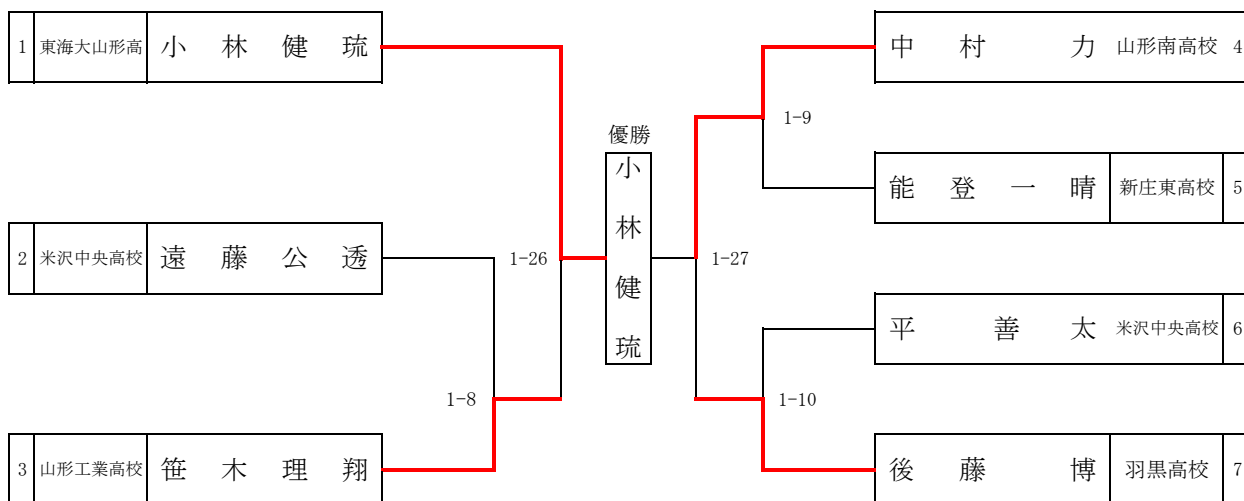 1 東海大山形高 小林健琉
2 米沢中央高校 遠藤公透
3 山形工業高校 笹木理翔
1-26
1-8
優勝
小林健琉
1-9
1-27
1-10
中村力 山形南高校 4
能登一晴 新庄東高校 5
平善太 米沢中央高校 6
後藤博 羽黒高校 7